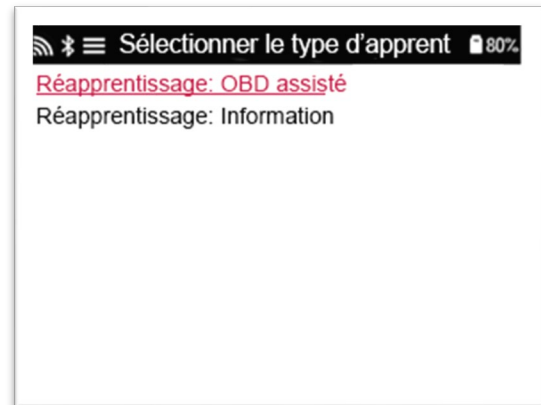 Sélectionner le type d'apprent 80%
Réapprentissage: OBD assisté
Réapprentissage: Information